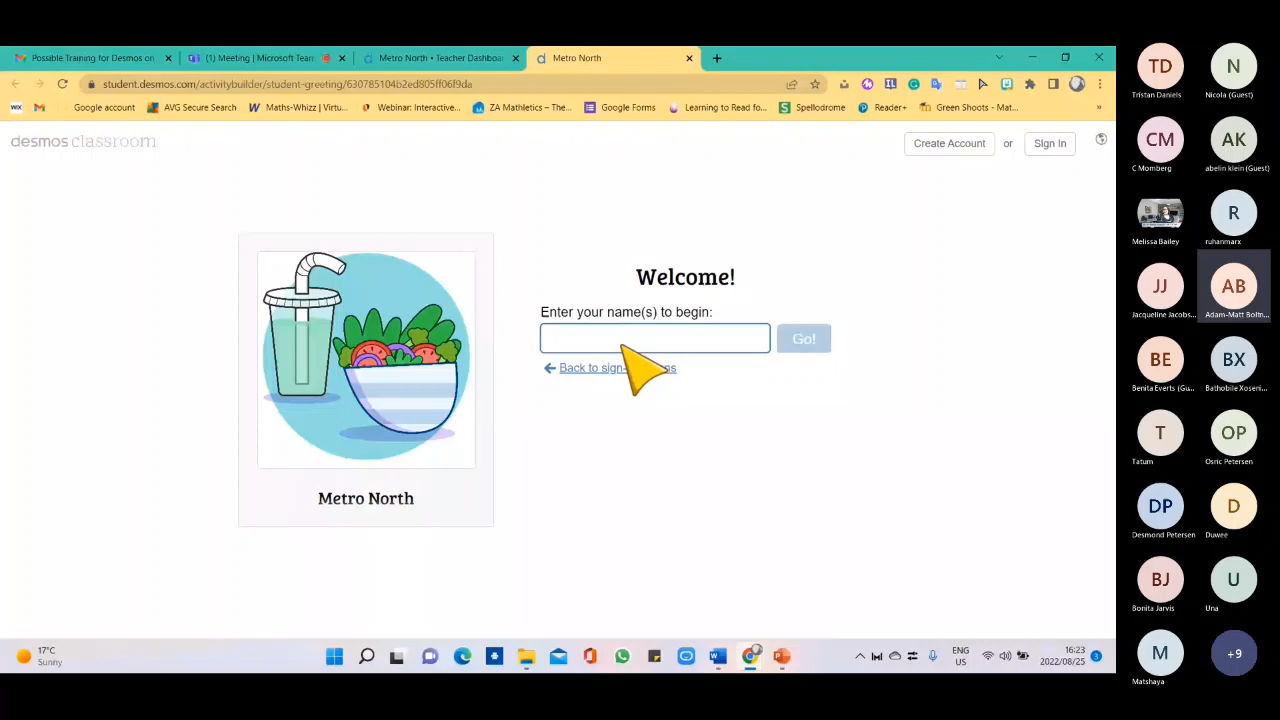 Possible Training for Desmos on
(1) Meeting | Microsoft Team
Metro North • Teacher Dashboa
Metro North
student.desmos.com/activitybuilder/student-greeting/630785104b2ed805ff06f9da
WIX
Google account
AVG Secure Search
Maths-Whizz | Virtu...
Webinar: Interactive...
ZA Mathletics – The...
Google Forms
Learning to Read fo...
Spellodrome
Reader+
Green Shoots – Mat...
»
desmos classroom
Create Account or Sign In
Welcome!
Enter your name(s) to begin:
Go!
Back to sign-
Metro North
17°C
Sunny
ENG
US
16:23
2022/08/25
3
TD
Tristan Daniels
N
Nicola (Guest)
CM
C Momberg
AK
abelin klein (Guest)
Melissa Bailey
R
ruhanmarx
JJ
Jacqueline Jacobs...
AB
Adam-Matt Boltn...
BE
Benita Everts (Gu...
BX
Bathobile Xoseni...
T
Tatum
OP
Osric Petersen
DP
Desmond Petersen
D
Duwee
BJ
Bonita Jarvis
U
Una
M
Matshaya
+9